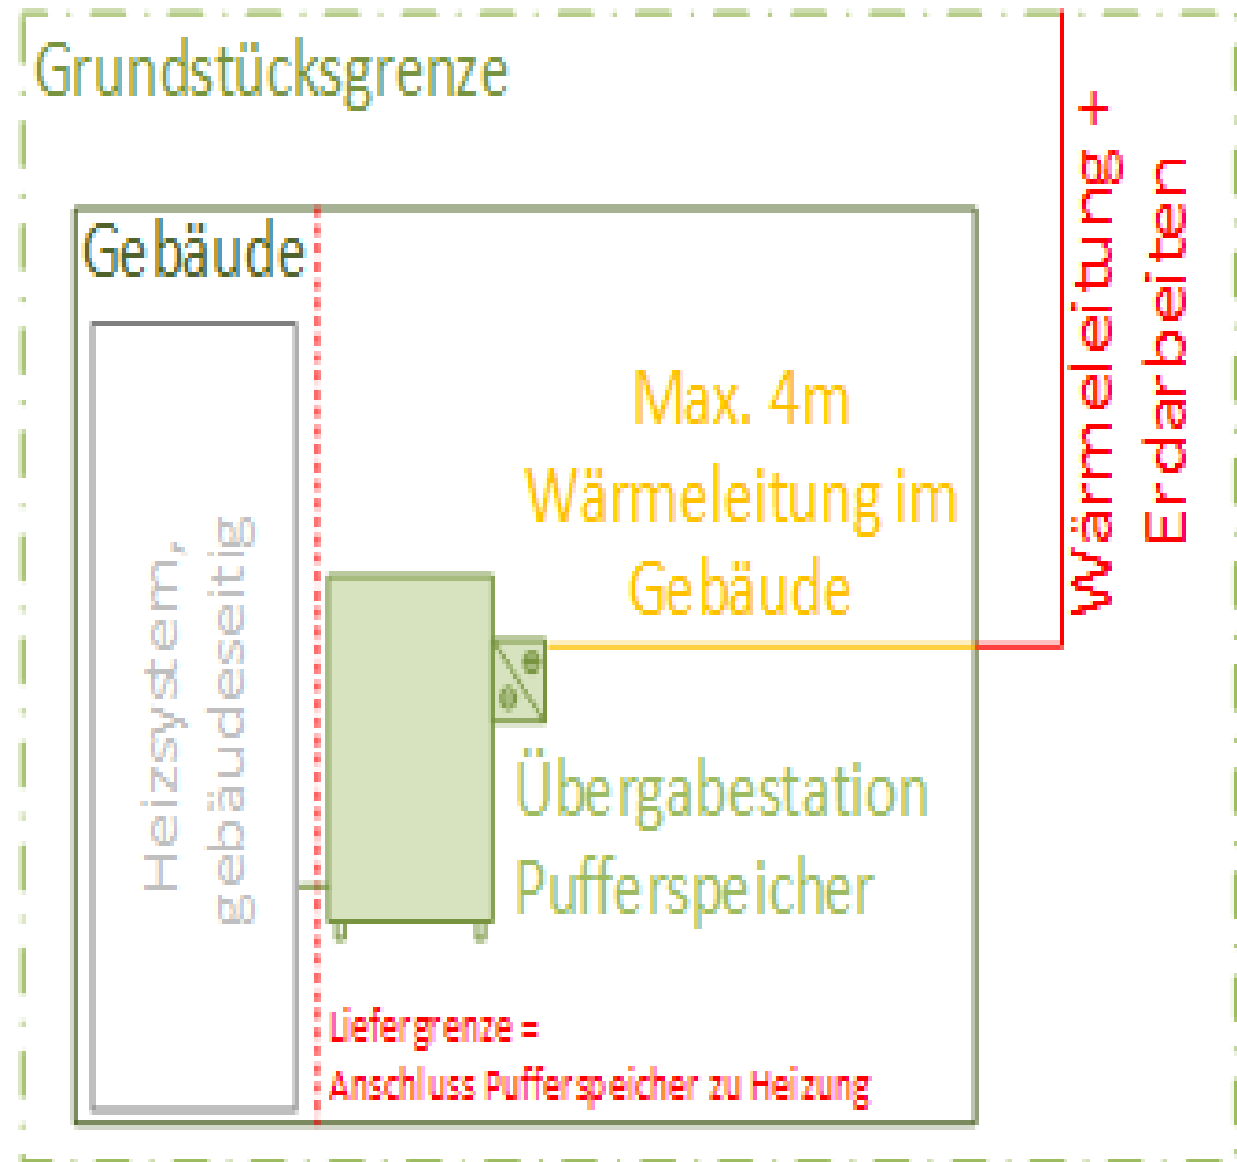 Grundstücksgrenze
Gebäude
Wärmeleitung +
Erdarbeiten
Max. 4m
Wärmeleitung im
Gebäude
Heizsystem,
gebäudeseitig
Übergabestation
Pufferspeicher
Liefergrenze =
Anschluss Pufferspeicher zu Heizung